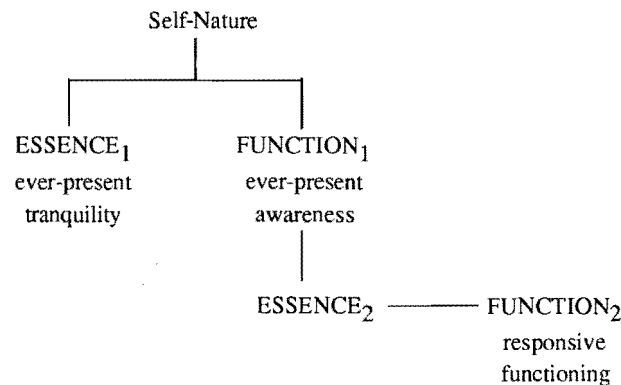 Self-Nature
ESSENCE₁ FUNCTION₁
ever-present ever-present
tranquility awareness
ESSENCE₂ FUNCTION₂
responsive
functioning